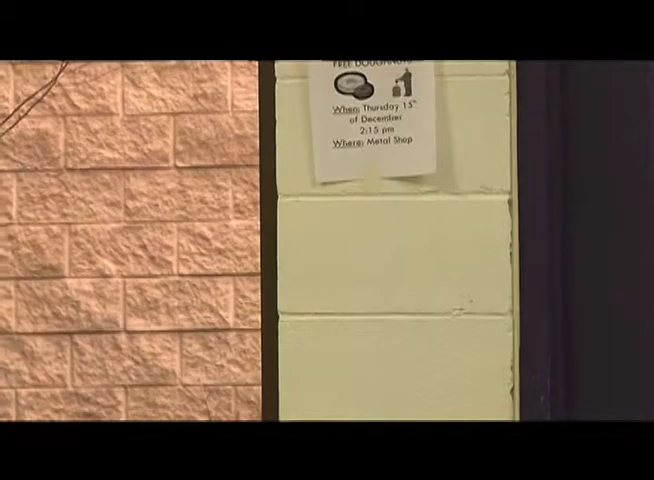 FREE DOUGHNUTS
When: Thursday 15th
of December
2:15 pm
Where: Metal Shop